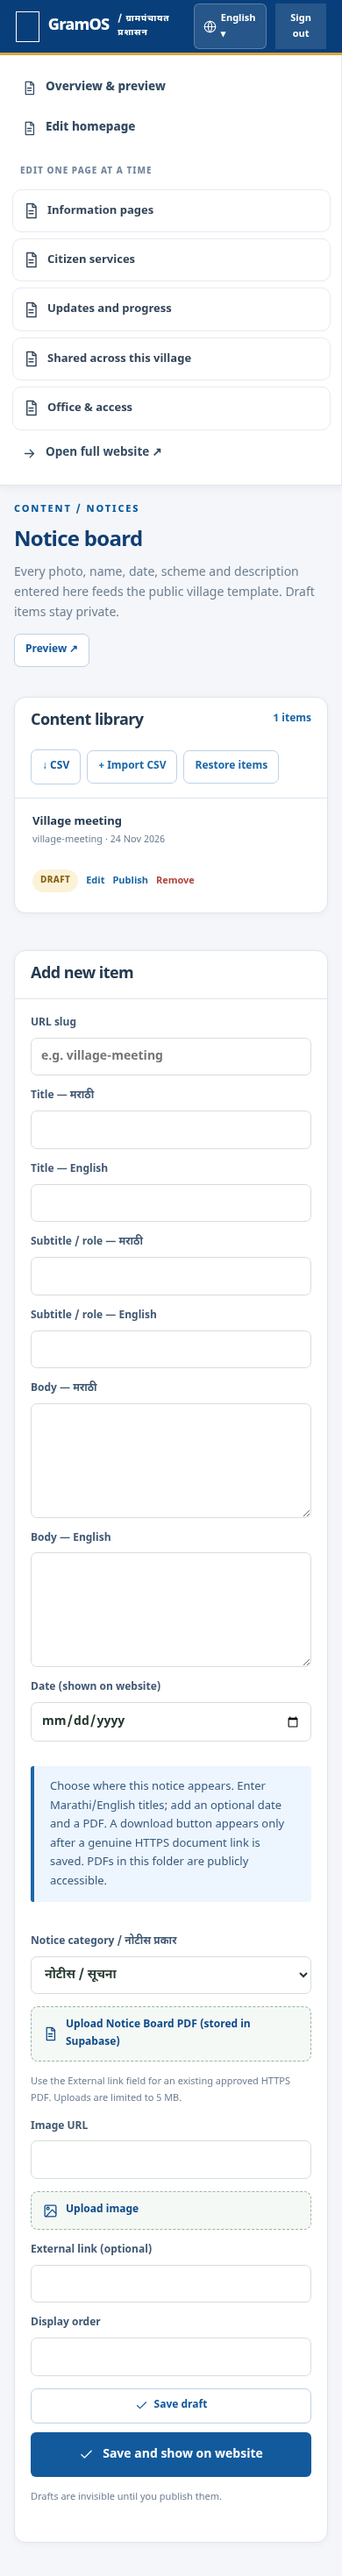 GramOS
/ ग्रामपंचायत
प्रशासन
English
▾
Sign
out
Overview & preview
Edit homepage
EDIT ONE PAGE AT A TIME
Information pages
Citizen services
Updates and progress
Shared across this village
Office & access
Open full website ↗
CONTENT / NOTICES
Notice board
Every photo, name, date, scheme and description
entered here feeds the public village template. Draft
items stay private.
Preview ↗
Content library
1 items
↓ CSV
+ Import CSV
Restore items
Village meeting
village-meeting · 24 Nov 2026
DRAFT
Edit
Publish
Remove
Add new item
URL slug
e.g. village-meeting
Title — मराठी
Title — English
Subtitle / role — मराठी
Subtitle / role — English
Body — मराठी
Body — English
Date (shown on website)
mm/dd/yyyy
Choose where this notice appears. Enter
Marathi/English titles; add an optional date
and a PDF. A download button appears only
after a genuine HTTPS document link is
saved. PDFs in this folder are publicly
accessible.
Notice category / नोटीस प्रकार
नोटीस / सूचना
Upload Notice Board PDF (stored in
Supabase)
Use the External link field for an existing approved HTTPS
PDF. Uploads are limited to 5 MB.
Image URL
Upload image
External link (optional)
Display order
Save draft
Save and show on website
Drafts are invisible until you publish them.